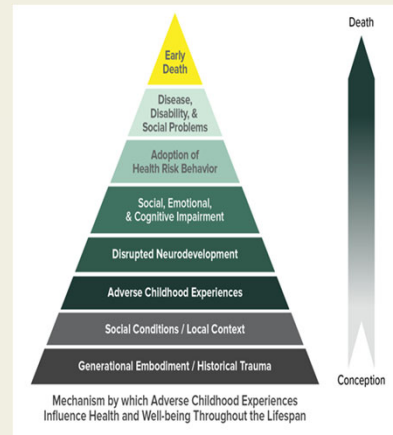 Death
Early
Death
Disease,
Disability, &
Social Problems
Adoption of
Health Risk Behavior
Social, Emotional,
& Cognitive Impairment
Disrupted Neurodevelopment
Adverse Childhood Experiences
Social Conditions / Local Context
Generational Embodiment / Historical Trauma
Conception
Mechanism by which Adverse Childhood Experiences
Influence Health and Well-being Throughout the Lifespan